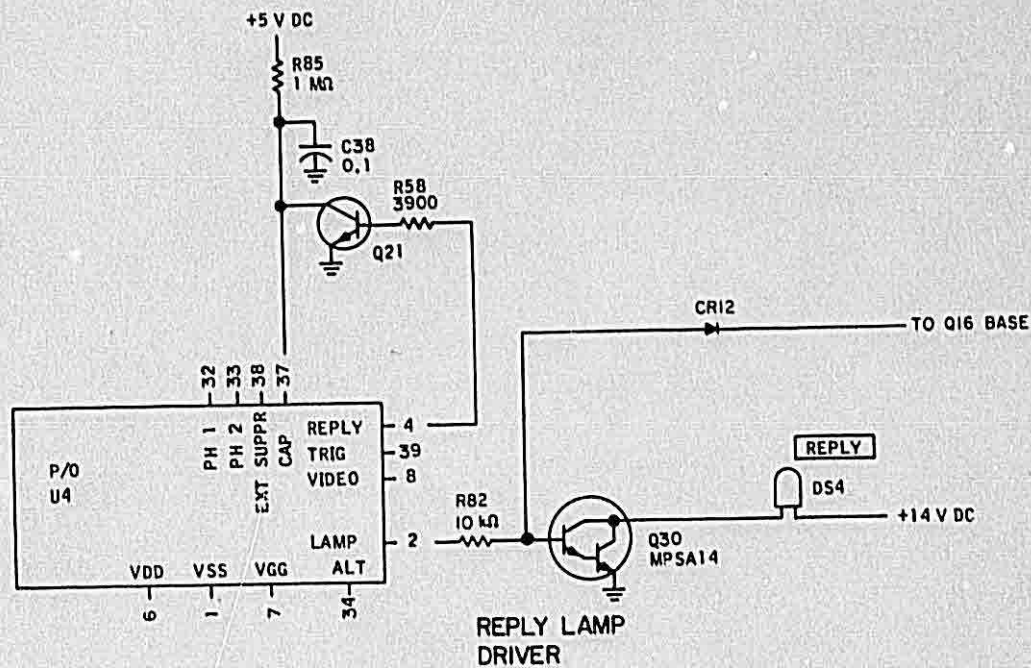 +5 V DC
R85
1 MΩ
C38
0.1
R58
3900
Q21
CR12
TO Q16 BASE
32
33
38
37
PH 1
PH 2
EXT SUPPR
CAP
REPLY
4
TRIG
39
VIDEO
8
P/O
U4
LAMP
2
R82
10 kΩ
REPLY
DS4
+14 V DC
Q30
MPSA14
VDD
VSS
VGG
ALT
6
1
7
34
REPLY LAMP
DRIVER